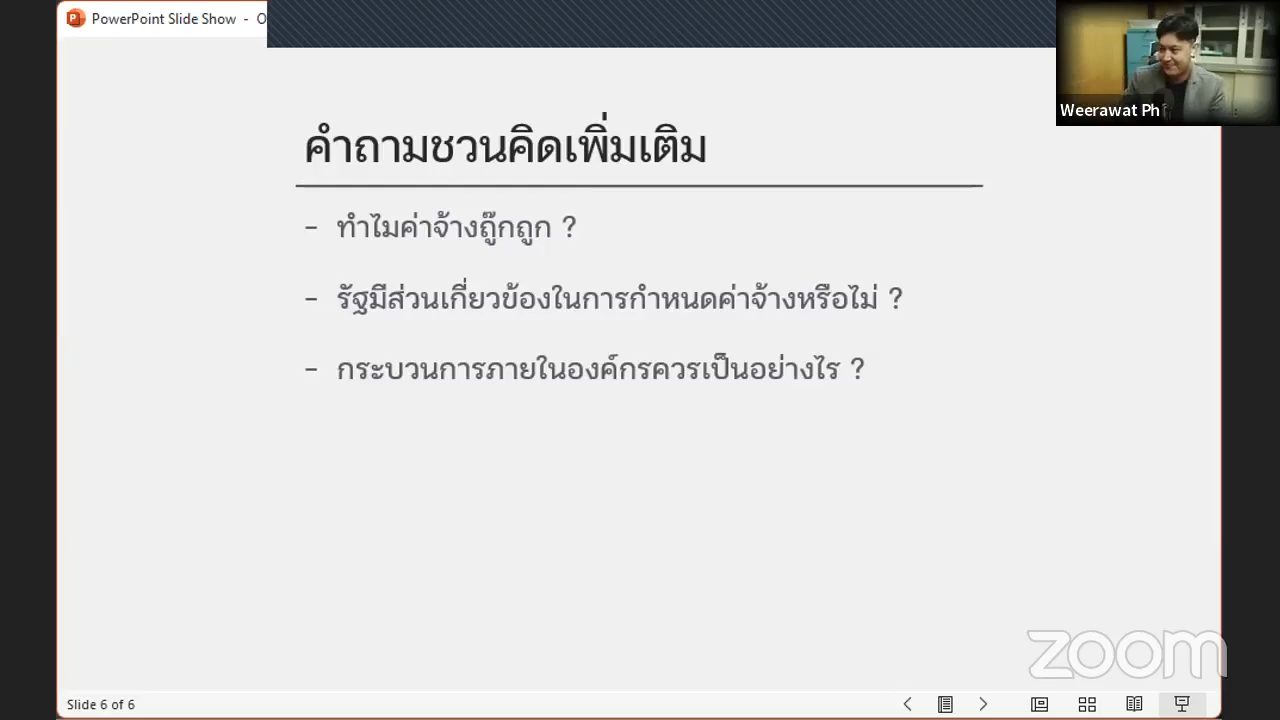 PowerPoint Slide Show - O
Weerawat Ph
คำถามชวนคิดเพิ่มเติม
- ทำไมค่าจ้างถู๊กถูก ?
- รัฐมีส่วนเกี่ยวข้องในการกำหนดค่าจ้างหรือไม่ ?
- กระบวนการภายในองค์กรควรเป็นอย่างไร ?
zoom
Slide 6 of 6